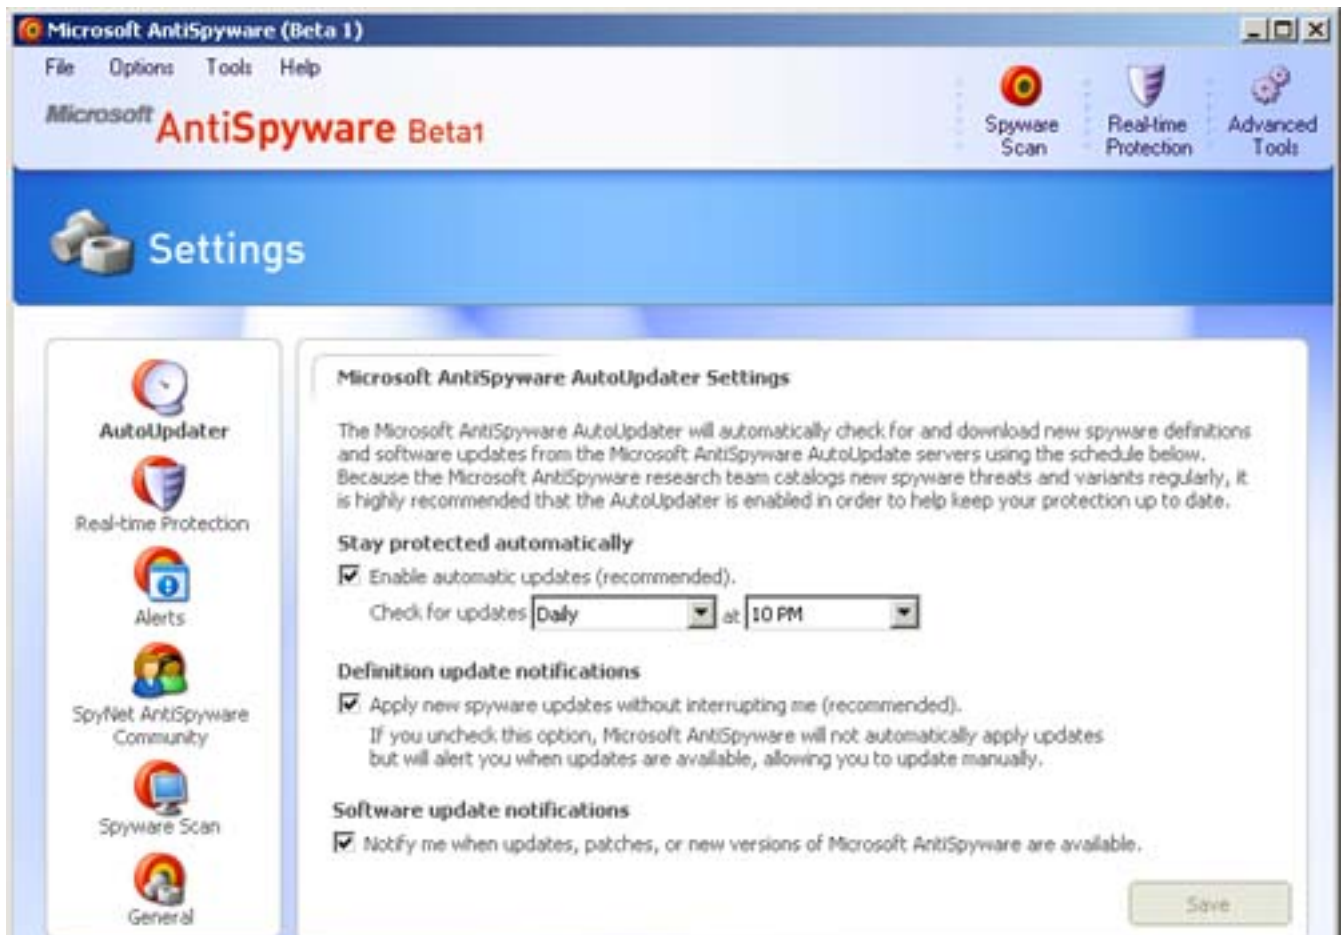 Microsoft AntiSpyware (Beta 1)
File Options Tools Help
Microsoft AntiSpyware Beta1
Spyware Scan
Real-time Protection
Advanced Tools
Settings
AutoUpdater
Real-time Protection
Alerts
SpyNet AntiSpyware
Community
Spyware Scan
General
Microsoft AntiSpyware AutoUpdater Settings
The Microsoft AntiSpyware AutoUpdater will automatically check for and download new spyware definitions
and software updates from the Microsoft AntiSpyware AutoUpdate servers using the schedule below.
Because the Microsoft AntiSpyware research team catalogs new spyware threats and variants regularly, it
is highly recommended that the AutoUpdater is enabled in order to help keep your protection up to date.
Stay protected automatically
Enable automatic updates (recommended).
Check for updates Daily at 10 PM
Definition update notifications
Apply new spyware updates without interrupting me (recommended).
If you uncheck this option, Microsoft AntiSpyware will not automatically apply updates
but will alert you when updates are available, allowing you to update manually.
Software update notifications
Notify me when updates, patches, or new versions of Microsoft AntiSpyware are available.
Save